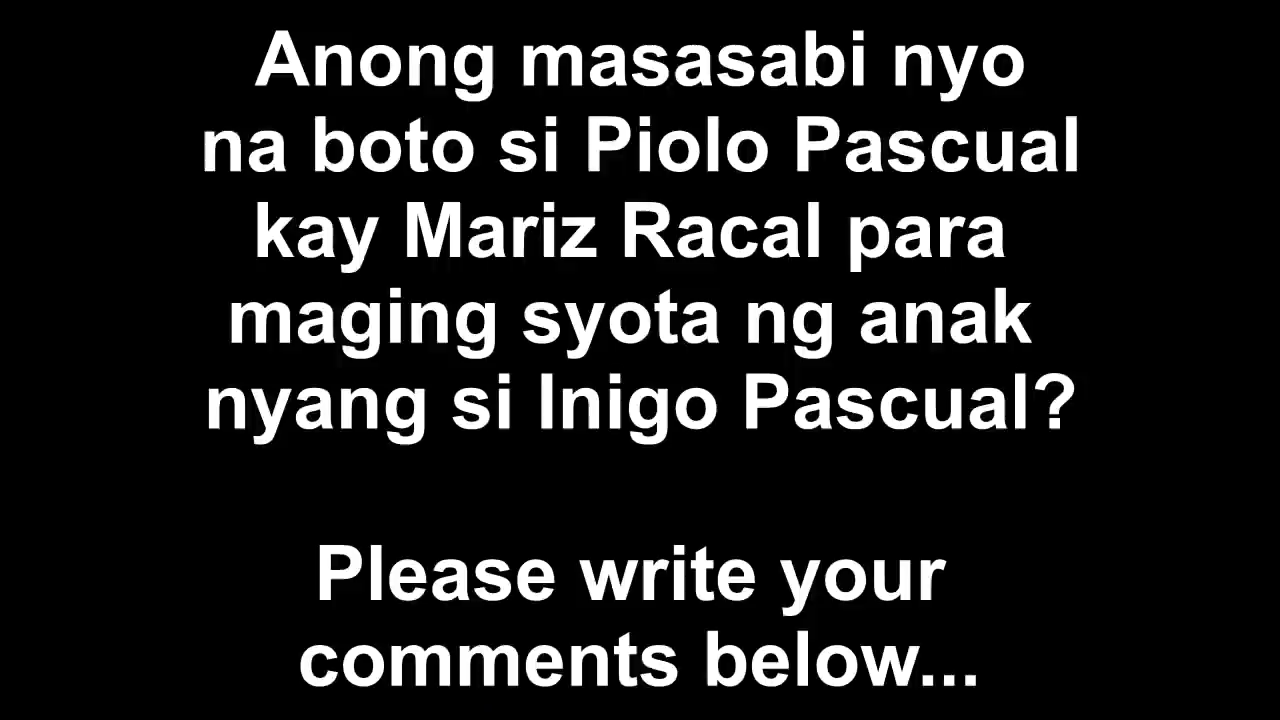 Anong masasabi nyo
na boto si Piolo Pascual
kay Mariz Racal para
maging syota ng anak
nyang si Inigo Pascual?
Please write your
comments below...